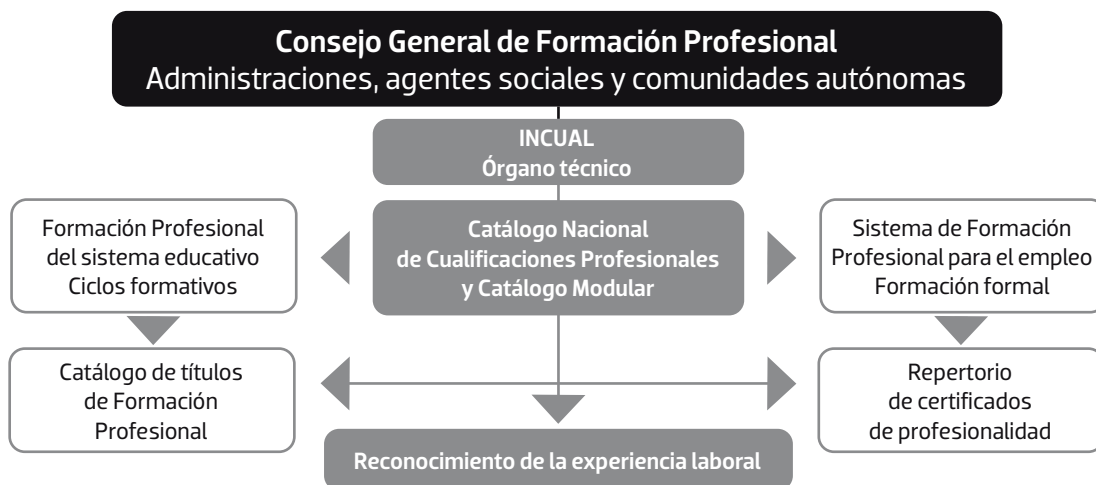 Consejo General de Formación Profesional
Administraciones, agentes sociales y comunidades autónomas
INCUAL
Órgano técnico
Formación Profesional
del sistema educativo
Ciclos formativos
Catálogo Nacional
de Cualificaciones Profesionales
y Catálogo Modular
Sistema de Formación
Profesional para el empleo
Formación formal
Catálogo de títulos
de Formación
Profesional
Repertorio
de certificados
de profesionalidad
Reconocimiento de la experiencia laboral